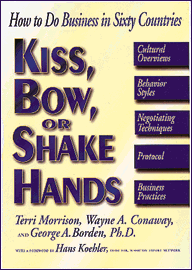 How to Do Business in Sixty Countries
KISS,
BOW,
OR
SHAKE
HANDS
Cultural
Overviews
Behavior
Styles
Negotiating
Techniques
Protocol
Business
Practices
Terri Morrison, Wayne A. Conaway,
AND George A. Borden, Ph.D.
WITH A FOREWORD BY Hans Koehler,